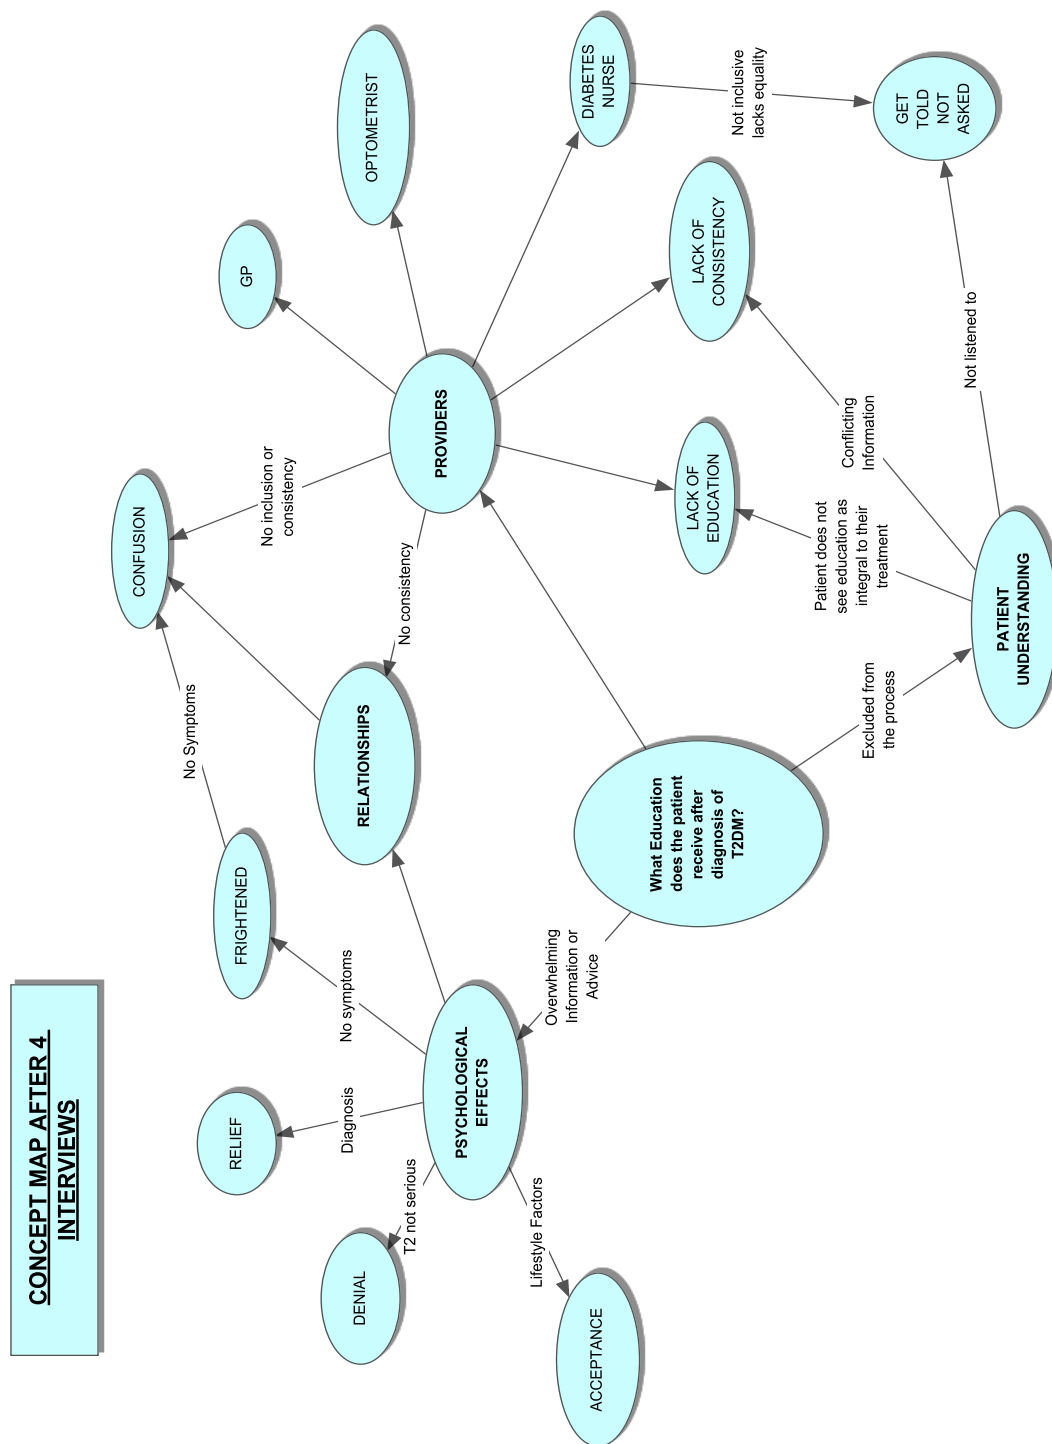 CONCEPT MAP AFTER 4
INTERVIEWS
CONFUSION
GP
OPTOMETRIST
DIABETES
NURSE
FRIGHTENED
No Symptoms
No inclusion or
consistency
RELIEF
Diagnosis
No symptoms
RELATIONSHIPS
No consistency
PROVIDERS
DENIAL
T2 not serious
PSYCHOLOGICAL
EFFECTS
Overwhelming
Information or
Advice
Lifestyle Factors
ACCEPTANCE
What Education
does the patient
receive after
diagnosis of
T2DM?
LACK OF
EDUCATION
LACK OF
CONSISTENCY
Not inclusive
lacks equality
Excluded from
the process
Patient does not
see education as
integral to their
treatment
Conflicting
Information
Not listened to
GET
TOLD
NOT
ASKED
PATIENT
UNDERSTANDING